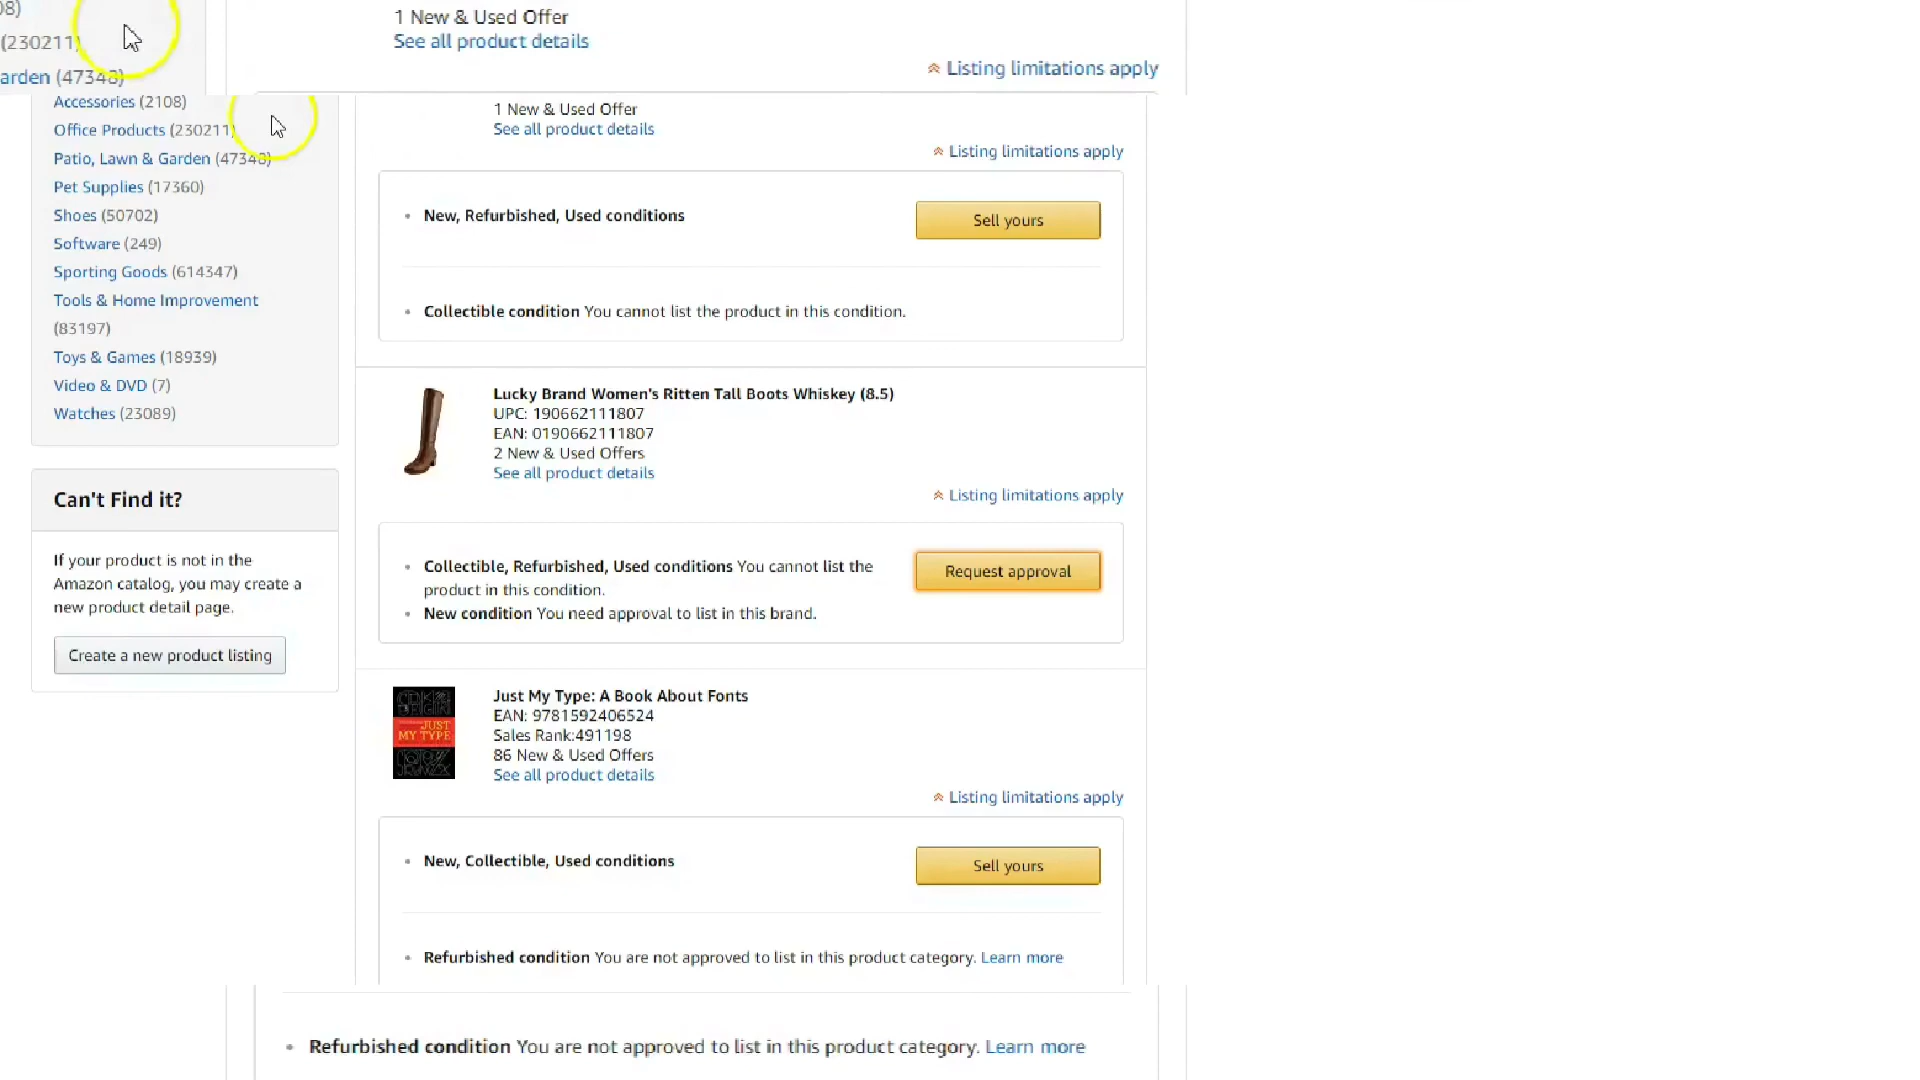 08)
(230211)
arden (47348)
1 New & Used Offer
See all product details
Listing limitations apply
Accessories (2108)
Office Products (230211)
Patio, Lawn & Garden (47348)
Pet Supplies (17360)
Shoes (50702)
Software (249)
Sporting Goods (614347)
Tools & Home Improvement
(83197)
Toys & Games (18939)
Video & DVD (7)
Watches (23089)
Can't Find it?
If your product is not in the
Amazon catalog, you may create a
new product detail page.
Create a new product listing
1 New & Used Offer
See all product details
Listing limitations apply
New, Refurbished, Used conditions
Sell yours
Collectible condition You cannot list the product in this condition.
Lucky Brand Women's Ritten Tall Boots Whiskey (8.5)
UPC: 190662111807
EAN: 0190662111807
2 New & Used Offers
See all product details
Listing limitations apply
Collectible, Refurbished, Used conditions You cannot list the
product in this condition.
New condition You need approval to list in this brand.
Request approval
JUST
MY TYPE
Just My Type: A Book About Fonts
EAN: 9781592406524
Sales Rank:491198
86 New & Used Offers
See all product details
Listing limitations apply
New, Collectible, Used conditions
Sell yours
Refurbished condition You are not approved to list in this product category. Learn more
Refurbished condition You are not approved to list in this product category. Learn more